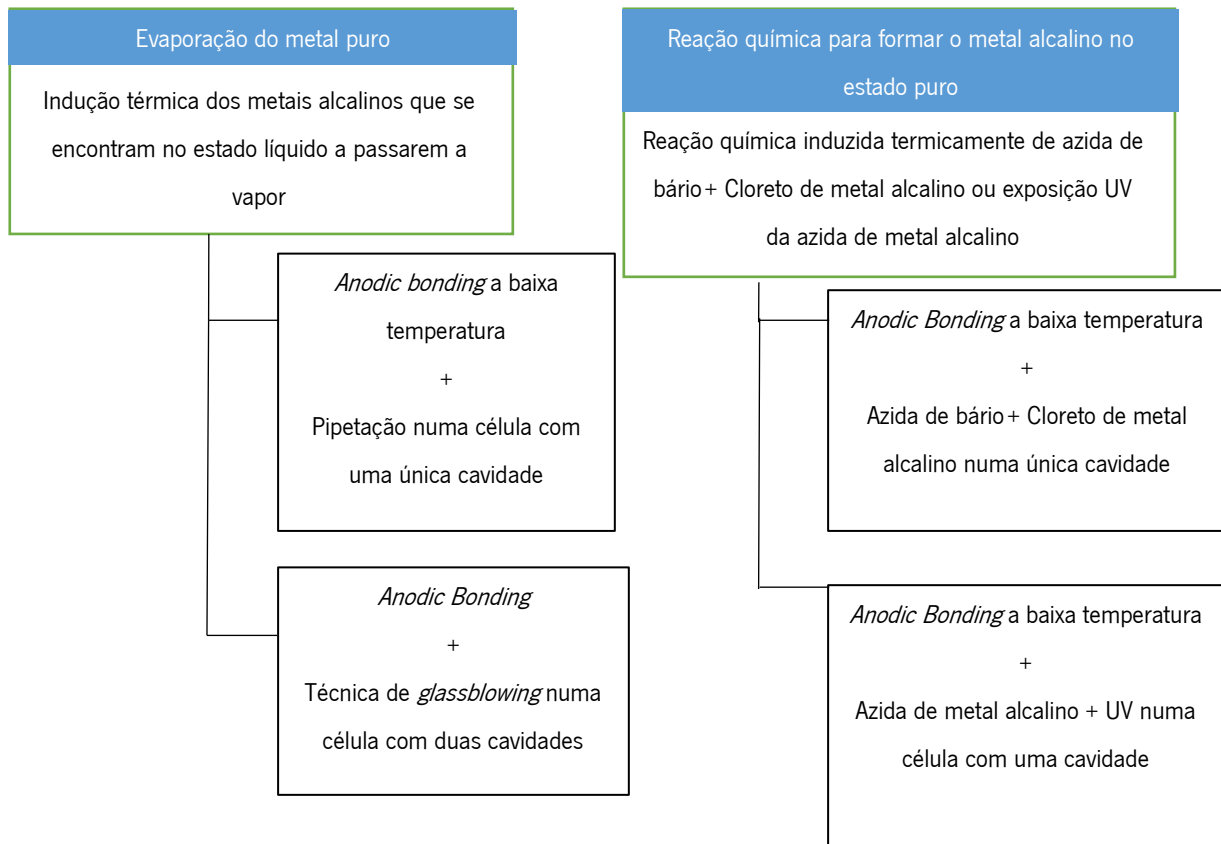 Evaporação do metal puro
Indução térmica dos metais alcalinos que se
encontram no estado líquido a passarem a
vapor
Anodic bonding a baixa
temperatura
+
Pipetação numa célula com
uma única cavidade
Anodic Bonding
+
Técnica de glassblowing numa
célula com duas cavidades
Reação química para formar o metal alcalino no
estado puro
Reação química induzida termicamente de azida de
bário+ Cloreto de metal alcalino ou exposição UV
da azida de metal alcalino
Anodic Bonding a baixa temperatura
+
Azida de bário+ Cloreto de metal
alcalino numa única cavidade
Anodic Bonding a baixa temperatura
+
Azida de metal alcalino + UV numa
célula com uma cavidade